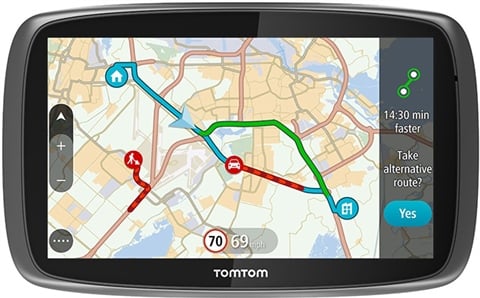 14:30 min
faster
Take
alternative
route?
Yes
70 69 mph
TOMTOM